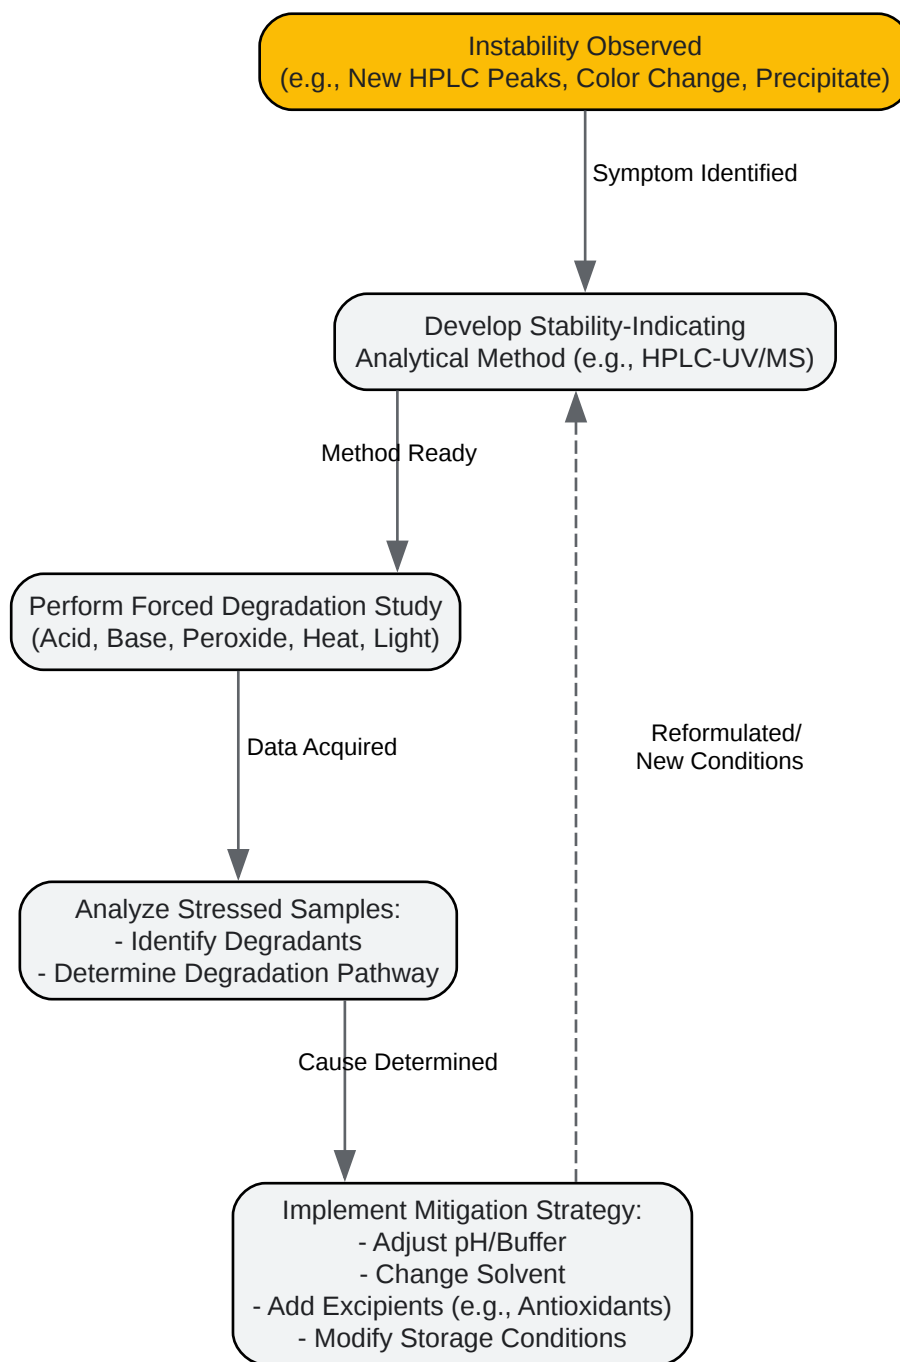 Instability Observed
(e.g., New HPLC Peaks, Color Change, Precipitate)
Symptom Identified
Develop Stability-Indicating
Analytical Method (e.g., HPLC-UV/MS)
Method Ready
Perform Forced Degradation Study
(Acid, Base, Peroxide, Heat, Light)
Data Acquired
Reformulated/
New Conditions
Analyze Stressed Samples:
- Identify Degradants
- Determine Degradation Pathway
Cause Determined
Implement Mitigation Strategy:
- Adjust pH/Buffer
- Change Solvent
- Add Excipients (e.g., Antioxidants)
- Modify Storage Conditions